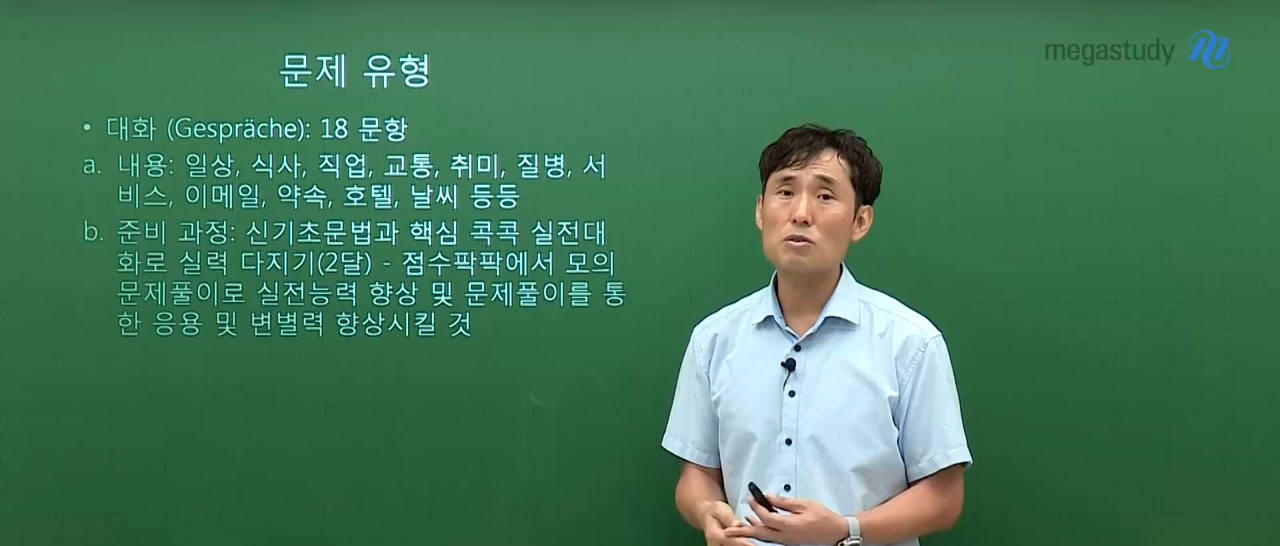 megastudy
문제 유형
• 대화 (Gespräche): 18 문항
a. 내용: 일상, 식사, 직업, 교통, 취미, 질병, 서
비스, 이메일, 약속, 호텔, 날씨 등등
b. 준비 과정: 신기초문법과 핵심 콕콕 실전대
화로 실력 다지기(2달) - 점수팍팍에서 모의
문제풀이로 실전능력 향상 및 문제풀이를 통
한 응용 및 변별력 향상시킬 것